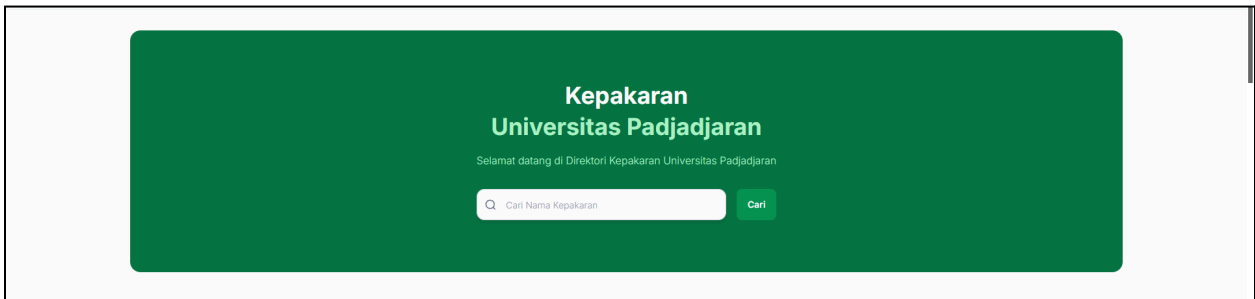 Kepakaran
Universitas Padjadjaran
Selamat datang di Direktori Kepakaran Universitas Padjadjaran
Cari Nama Kepakaran
Cari